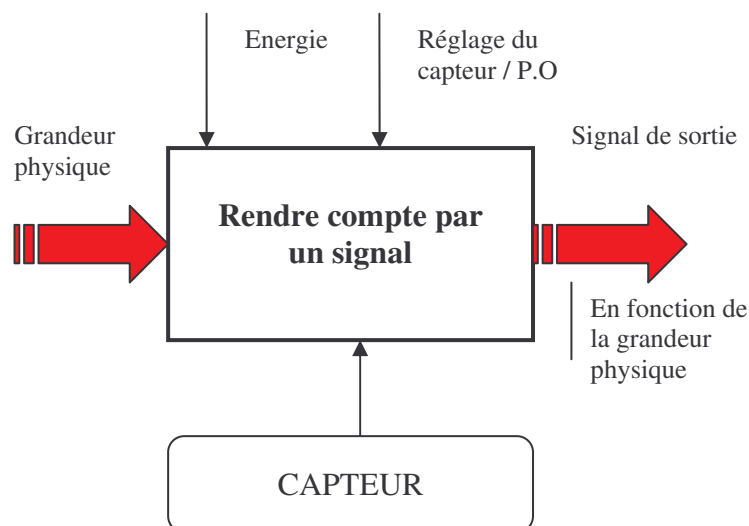 Energie
Réglage du
capteur / P.O
Grandeur
physique
Signal de sortie
Rendre compte par
un signal
En fonction de
la grandeur
physique
CAPTEUR